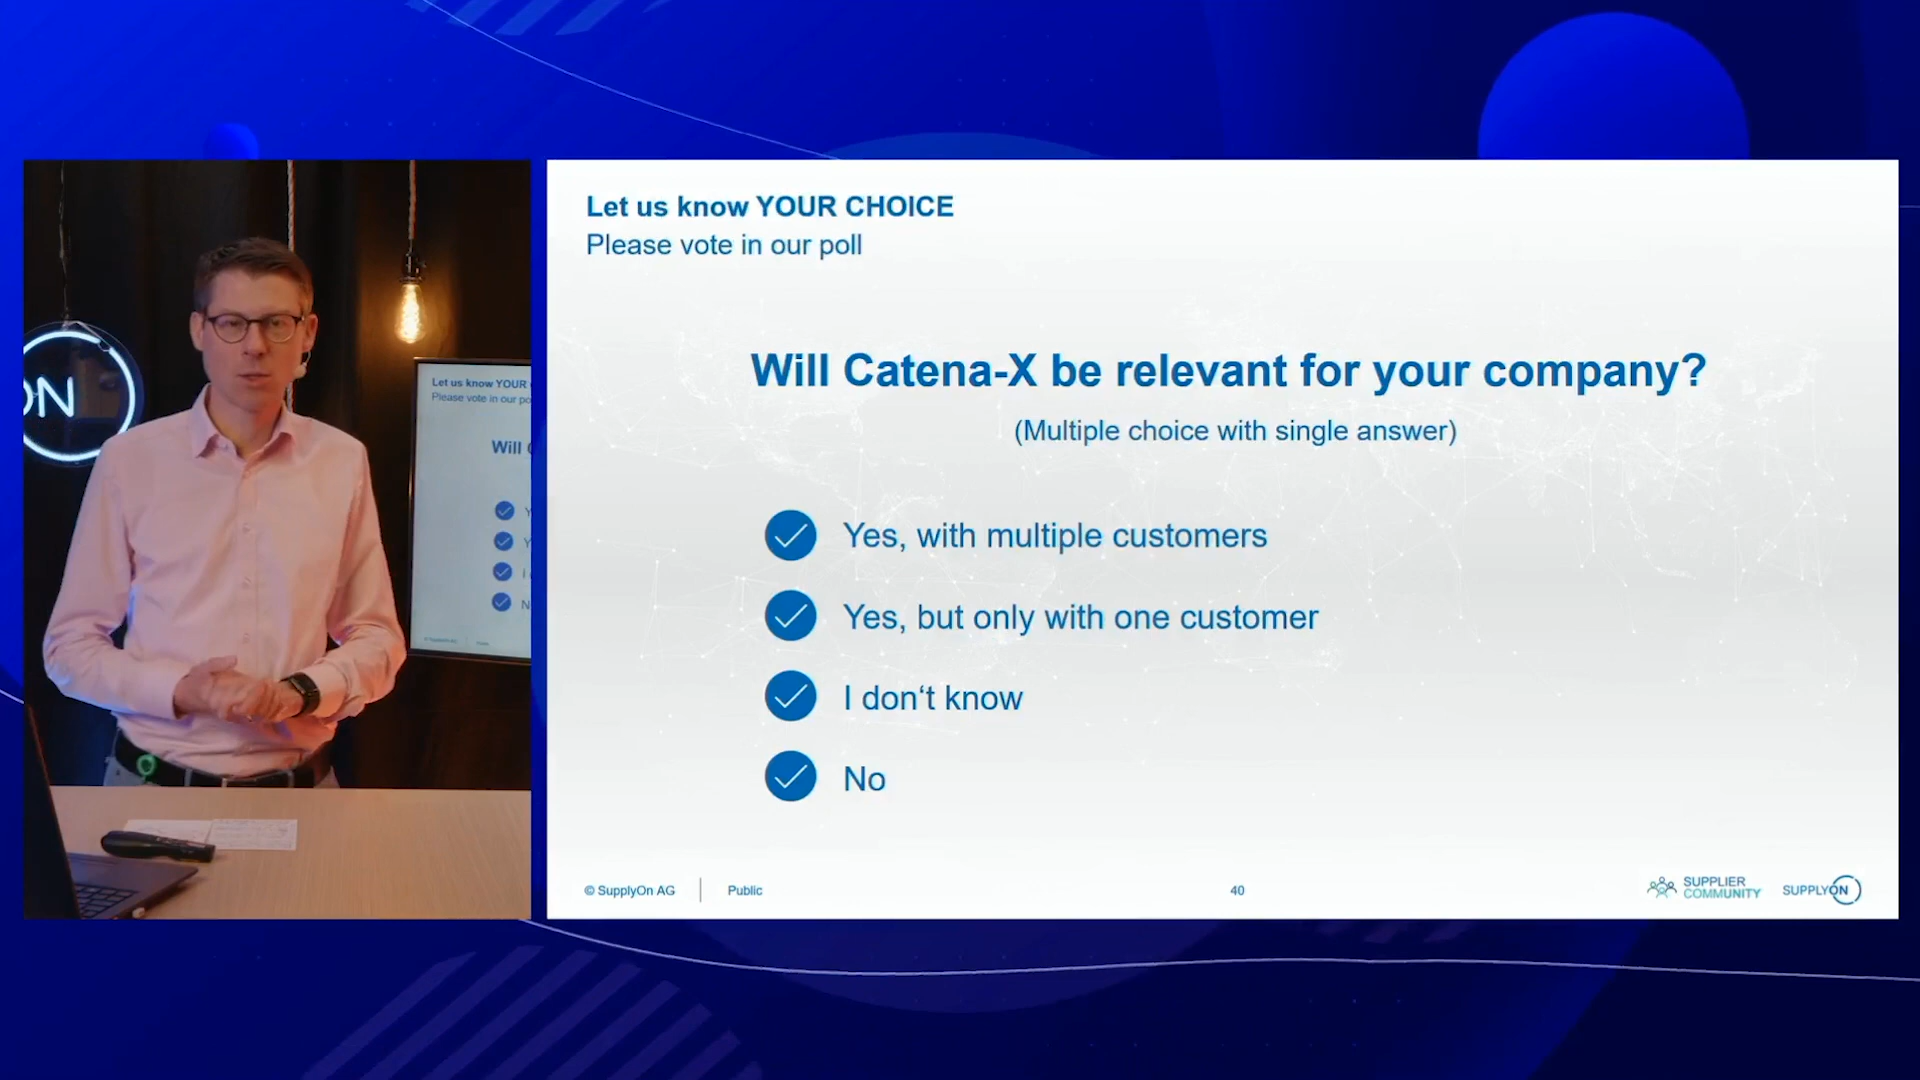 Let us know YOUR CHOICE
Please vote in our poll
Will Catena-X be relevant for your company?
(Multiple choice with single answer)
Yes, with multiple customers
Yes, but only with one customer
I don‘t know
No
© SupplyOn AG
Public
40
SUPPLIER
COMMUNITY
SUPPLYON
ON
Let us know YOUR
Please vote in our po
Will